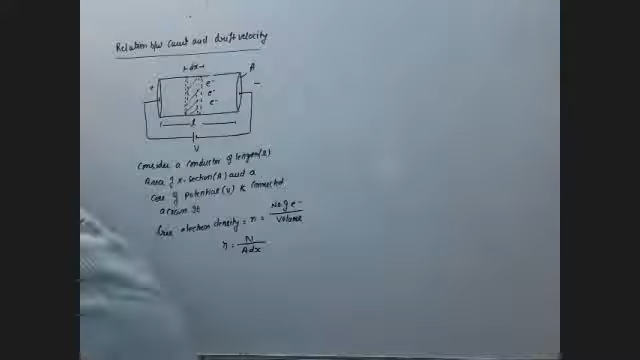 Relation b/w Current and drift velocity
dx
A
+
e⁻
-
e⁻
e⁻
l
V
Consider a conductor of length(l)
Area of x-section(A) and a
of Potential(V) is connected
across it
free electron density = n = No of e⁻ / Volume
n = N / Adx